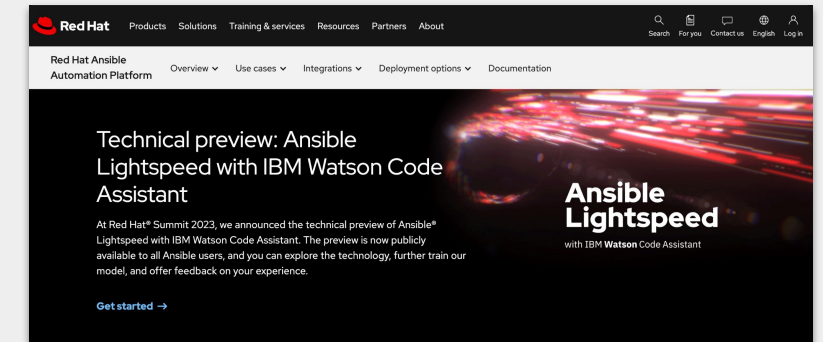 Red Hat
Products Solutions Training & services Resources Partners About
Search For you Contact us English Log in
Red Hat Ansible
Automation Platform
Overview Use cases Integrations Deployment options Documentation
Technical preview: Ansible
Lightspeed with IBM Watson Code
Assistant
At Red Hat® Summit 2023, we announced the technical preview of Ansible®
Lightspeed with IBM Watson Code Assistant. The preview is now publicly
available to all Ansible users, and you can explore the technology, further train our
model, and offer feedback on your experience.
Get started →
Ansible
Lightspeed
with IBM Watson Code Assistant